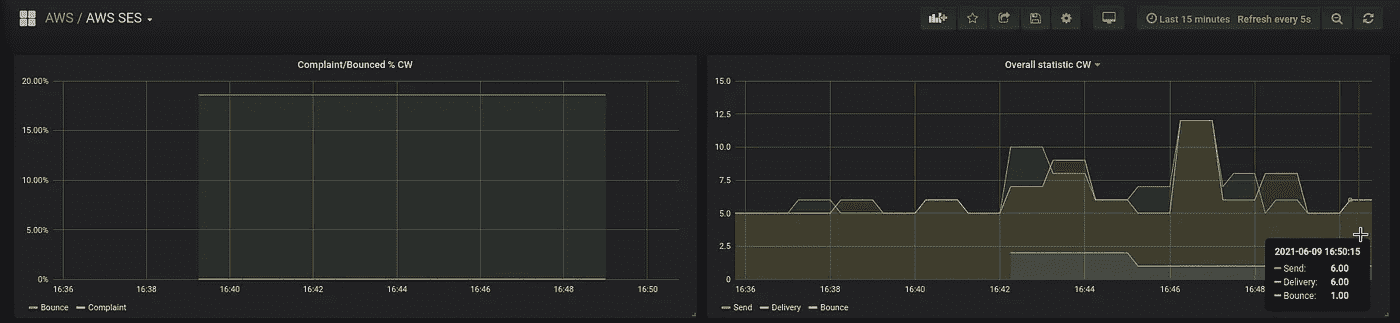 AWS / AWS SES
Last 15 minutes Refresh every 5s
Complaint/Bounced % CW
20.00%
15.00%
10.00%
5.00%
0%
16:36 16:38 16:40 16:42 16:44 16:46 16:48 16:50
Bounce Complaint
Overall statistic CW
15.0
12.5
10.0
7.5
5.0
2.5
0
16:36 16:38 16:40 16:42 16:44 16:46 16:48
Send Delivery Bounce
2021-06-09 16:50:15
Send: 6.00
Delivery: 6.00
Bounce: 1.00